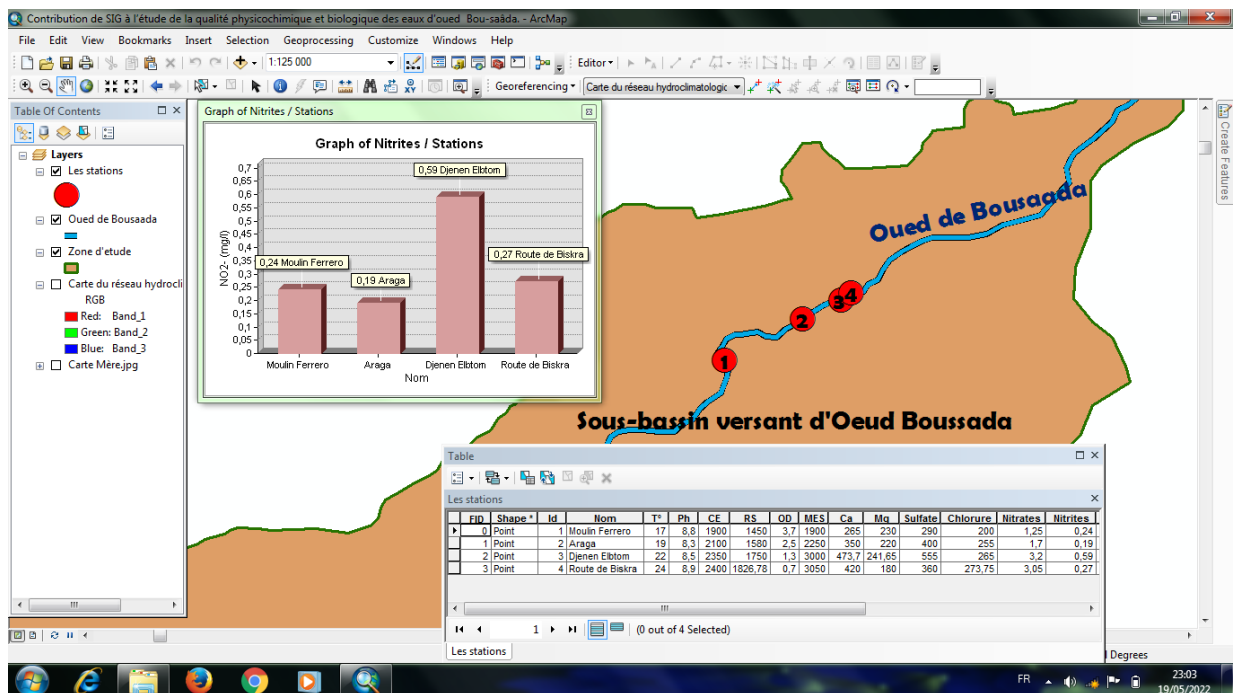 Contribution de SIG à l'étude de la qualité physicochimique et biologique des eaux d'oued Bou-saâda. - ArcMap
File Edit View Bookmarks Insert Selection Geoprocessing Customize Windows Help
1:125 000 Editor
Georeferencing Carte du réseau hydroclimatologic
Table Of Contents
Layers
Les stations
Oued de Bousaada
Zone d'etude
Carte du réseau hydrocli
RGB
Red: Band_1
Green: Band_2
Blue: Band_3
Carte Mère.jpg
Graph of Nitrites / Stations
Graph of Nitrites / Stations
NO2- (mg/l)
0,7
0,65
0,6
0,55
0,5
0,45
0,4
0,35
0,3
0,25
0,2
0,15
0,1
0,05
0
0,24 Moulin Ferrero
0,19 Araga
0,59 Djenen Elbtom
0,27 Route de Biskra
Moulin Ferrero Araga Djenen Elbtom Route de Biskra
Nom
Oued de Bousaada
1
2
3
4
Sous-bassin versant d'Oeud Boussada
Create Features
Table
Les stations
FID Shape * Id Nom T° Ph CE RS OD MES Ca Mg Sulfate Chlorure Nitrates Nitrites
0 Point 1 Moulin Ferrero 17 8,8 1900 1450 3,7 1900 265 230 290 200 1,25 0,24
1 Point 2 Araga 19 8,3 2100 1580 2,5 2250 350 220 400 255 1,7 0,19
2 Point 3 Djenen Elbtom 22 8,5 2350 1750 1,3 3000 473,7 241,65 555 265 3,2 0,59
3 Point 4 Route de Biskra 24 8,9 2400 1826,78 0,7 3050 420 180 360 273,75 3,05 0,27
1 (0 out of 4 Selected)
Les stations
Degrees
FR 23:03
19/05/2022